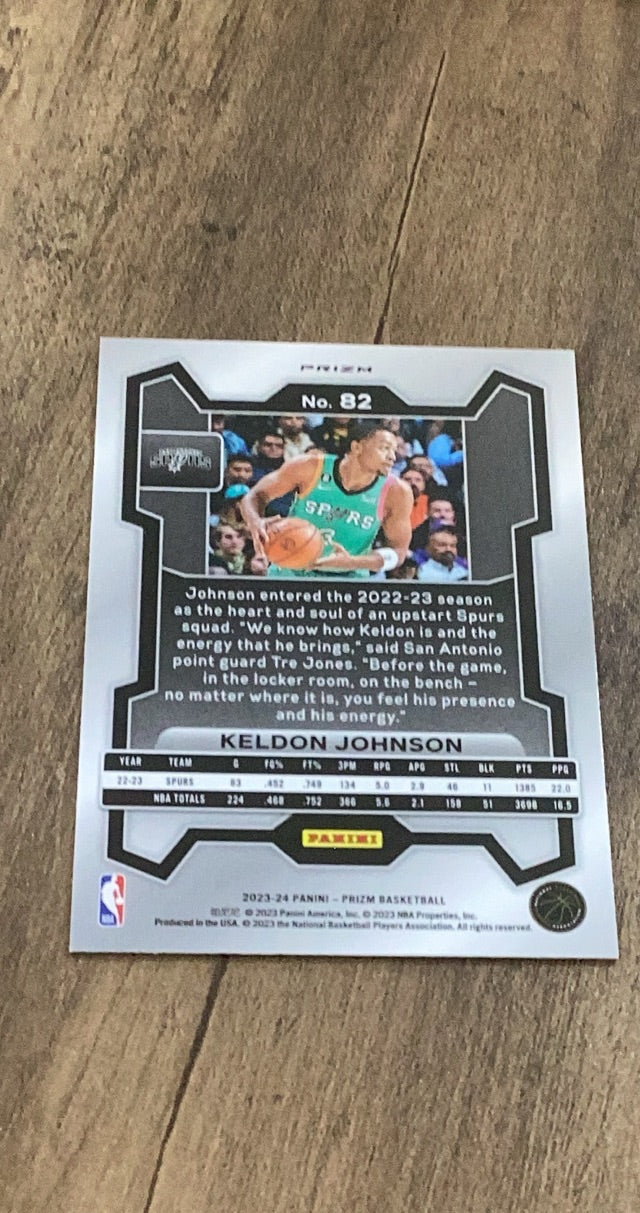 PRIZM
No. 82
SPURS
SPURS
Johnson entered the 2022-23 season
as the heart and soul of an upstart Spurs
squad. "We know how Keldon is and the
energy that he brings," said San Antonio
point guard Tre Jones. "Before the game,
in the locker room, on the bench –
no matter where it is, you feel his presence
and his energy."
KELDON JOHNSON
YEAR TEAM G FG% FT% 3PM RPG APG STL BLK PTS PPG
22-23 SPURS 63 .452 .749 134 5.0 2.9 46 11 1385 22.0
NBA TOTALS 224 .468 .752 366 5.6 2.1 158 51 3698 16.5
PANINI
2023-24 PANINI – PRIZM BASKETBALL
© 2023 Panini America, Inc. © 2023 NBA Properties, Inc.
Produced in the USA. © 2023 the National Basketball Players Association. All rights reserved.
NBA